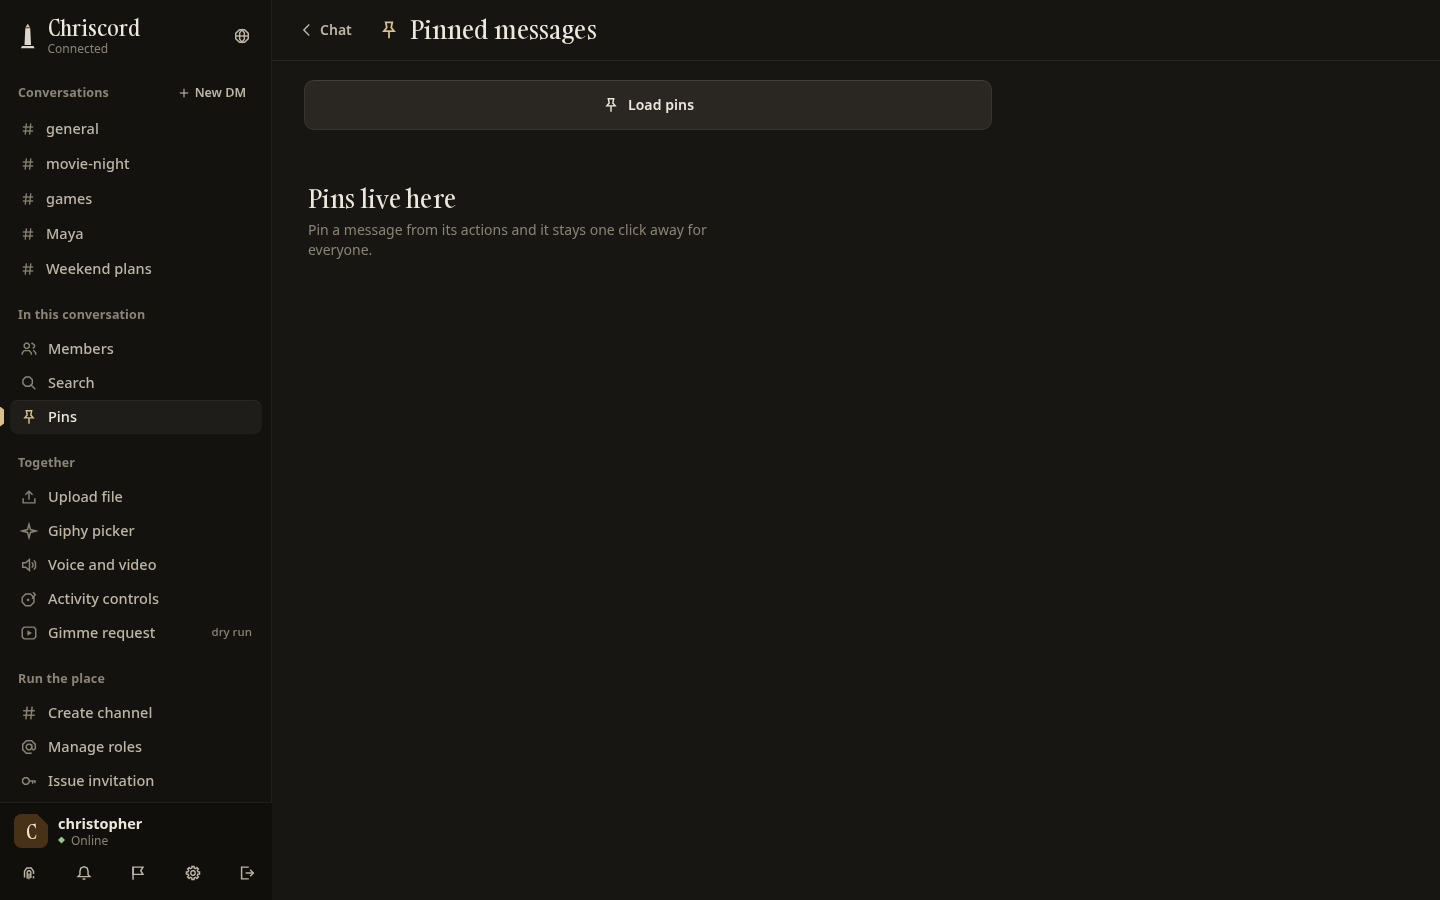 Chriscord
Connected
Conversations
+ New DM
# general
# movie-night
# games
# Maya
# Weekend plans
In this conversation
Members
Search
Pins
Together
Upload file
Giphy picker
Voice and video
Activity controls
Gimme request dry run
Run the place
Create channel
Manage roles
Issue invitation
C
christopher
Online
Chat
Pinned messages
Load pins
Pins live here
Pin a message from its actions and it stays one click away for
everyone.